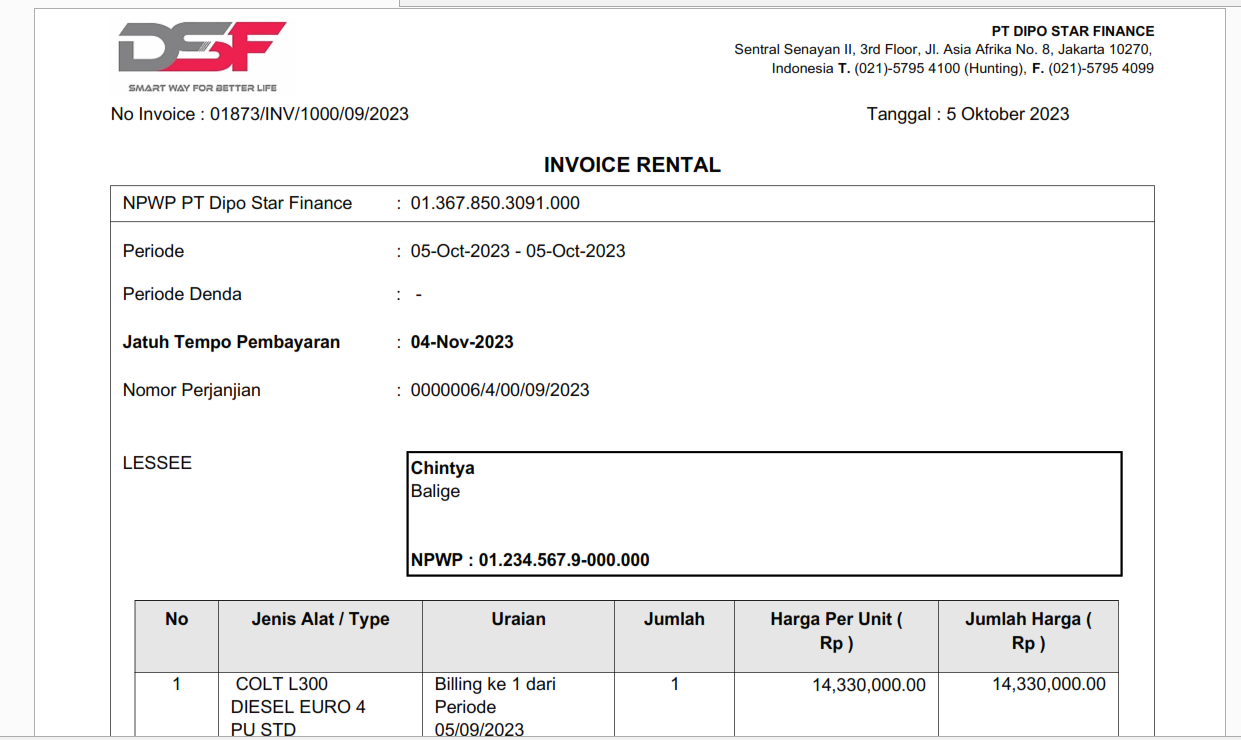 DSF
SMART WAY FOR BETTER LIFE
PT DIPO STAR FINANCE
Sentral Senayan II, 3rd Floor, Jl. Asia Afrika No. 8, Jakarta 10270,
Indonesia T. (021)-5795 4100 (Hunting), F. (021)-5795 4099
No Invoice : 01873/INV/1000/09/2023
Tanggal : 5 Oktober 2023
INVOICE RENTAL
NPWP PT Dipo Star Finance : 01.367.850.3091.000
Periode : 05-Oct-2023 - 05-Oct-2023
Periode Denda : -
Jatuh Tempo Pembayaran : 04-Nov-2023
Nomor Perjanjian : 0000006/4/00/09/2023
LESSEE
Chintya
Balige
NPWP : 01.234.567.9-000.000
No Jenis Alat / Type Uraian Jumlah Harga Per Unit ( Jumlah Harga (
Rp ) Rp )
1 COLT L300 Billing ke 1 dari 1 14,330,000.00 14,330,000.00
DIESEL EURO 4 Periode
PU STD 05/09/2023